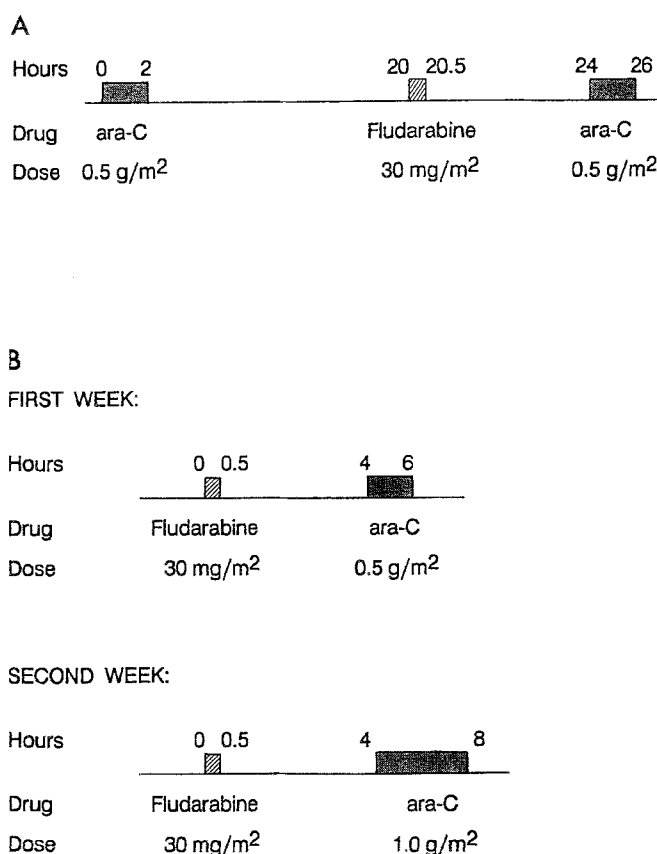 A
Hours 0 2 20 20.5 24 26
Drug ara-C Fludarabine ara-C
Dose 0.5 g/m² 30 mg/m² 0.5 g/m²
B
FIRST WEEK:
Hours 0 0.5 4 6
Drug Fludarabine ara-C
Dose 30 mg/m² 0.5 g/m²
SECOND WEEK:
Hours 0 0.5 4 8
Drug Fludarabine ara-C
Dose 30 mg/m² 1.0 g/m²